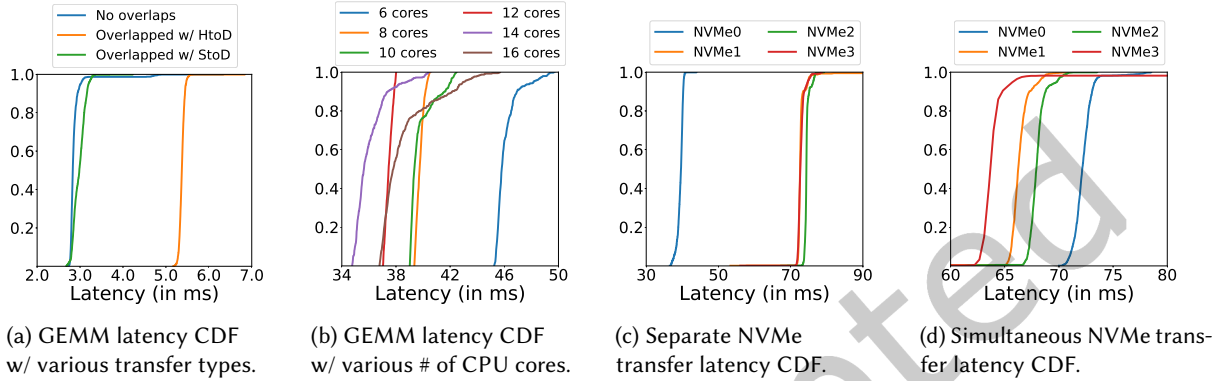 No overlaps
Overlapped w/ HtoD
Overlapped w/ StoD
1.0
0.8
0.6
0.4
0.2
2.0 3.0 4.0 5.0 6.0 7.0
Latency (in ms)
(a) GEMM latency CDF
w/ various transfer types.
6 cores 12 cores
8 cores 14 cores
10 cores 16 cores
1.0
0.8
0.6
0.4
0.2
34 38 42 46 50
Latency (in ms)
(b) GEMM latency CDF
w/ various # of CPU cores.
NVMe0 NVMe2
NVMe1 NVMe3
1.0
0.8
0.6
0.4
0.2
30 50 70 90
Latency (in ms)
(c) Separate NVMe
transfer latency CDF.
NVMe0 NVMe2
NVMe1 NVMe3
1.0
0.8
0.6
0.4
0.2
60 65 70 75 80
Latency (in ms)
(d) Simultaneous NVMe trans-
fer latency CDF.